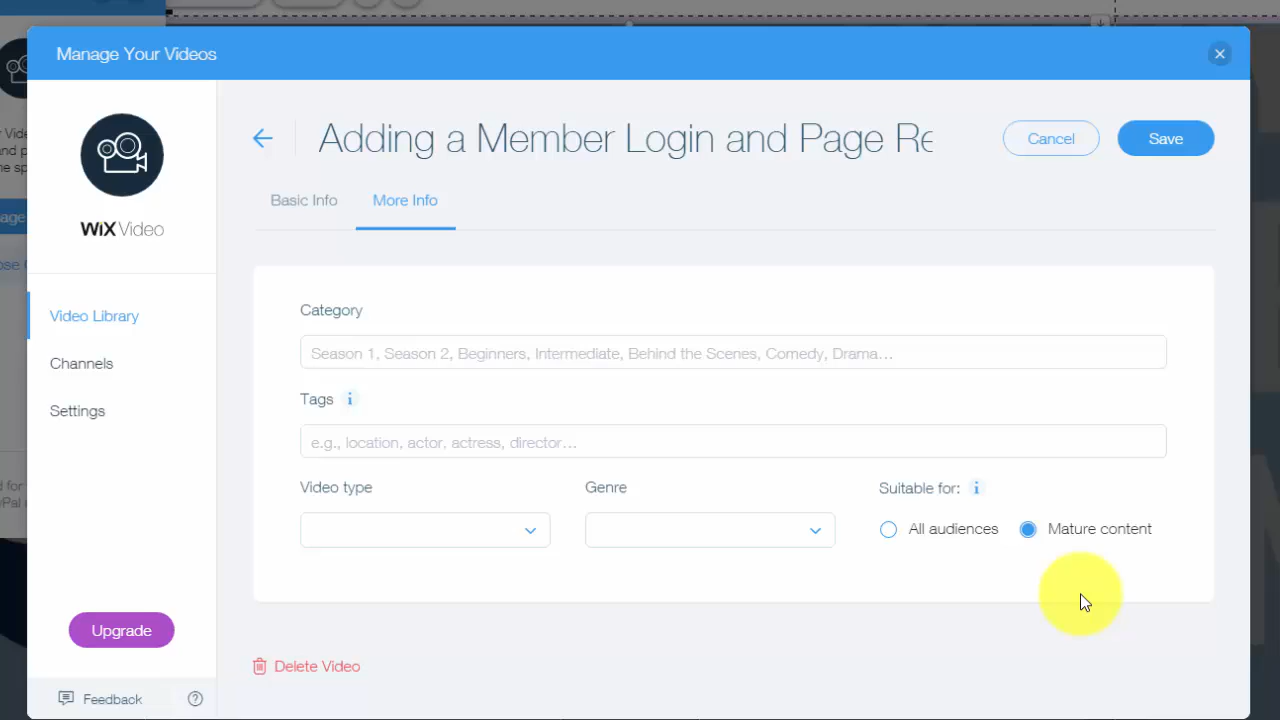 Manage Your Videos
Adding a Member Login and Page Re
Cancel
Save
Basic Info
More Info
WiX Video
Video Library
Channels
Settings
Category
Season 1, Season 2, Beginners, Intermediate, Behind the Scenes, Comedy, Drama...
Tags
e.g., location, actor, actress, director...
Video type
Genre
Suitable for:
All audiences
Mature content
Upgrade
Delete Video
Feedback